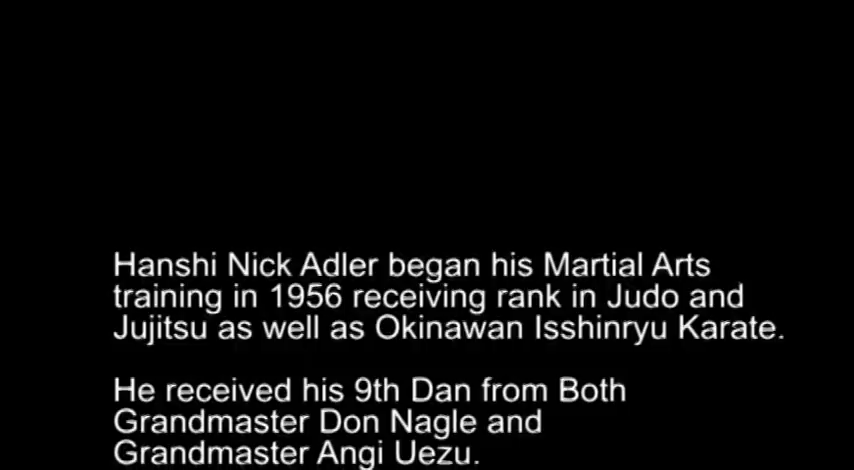 Hanshi Nick Adler began his Martial Arts
training in 1956 receiving rank in Judo and
Jujitsu as well as Okinawan Isshinryu Karate.
He received his 9th Dan from Both
Grandmaster Don Nagle and
Grandmaster Angi Uezu.